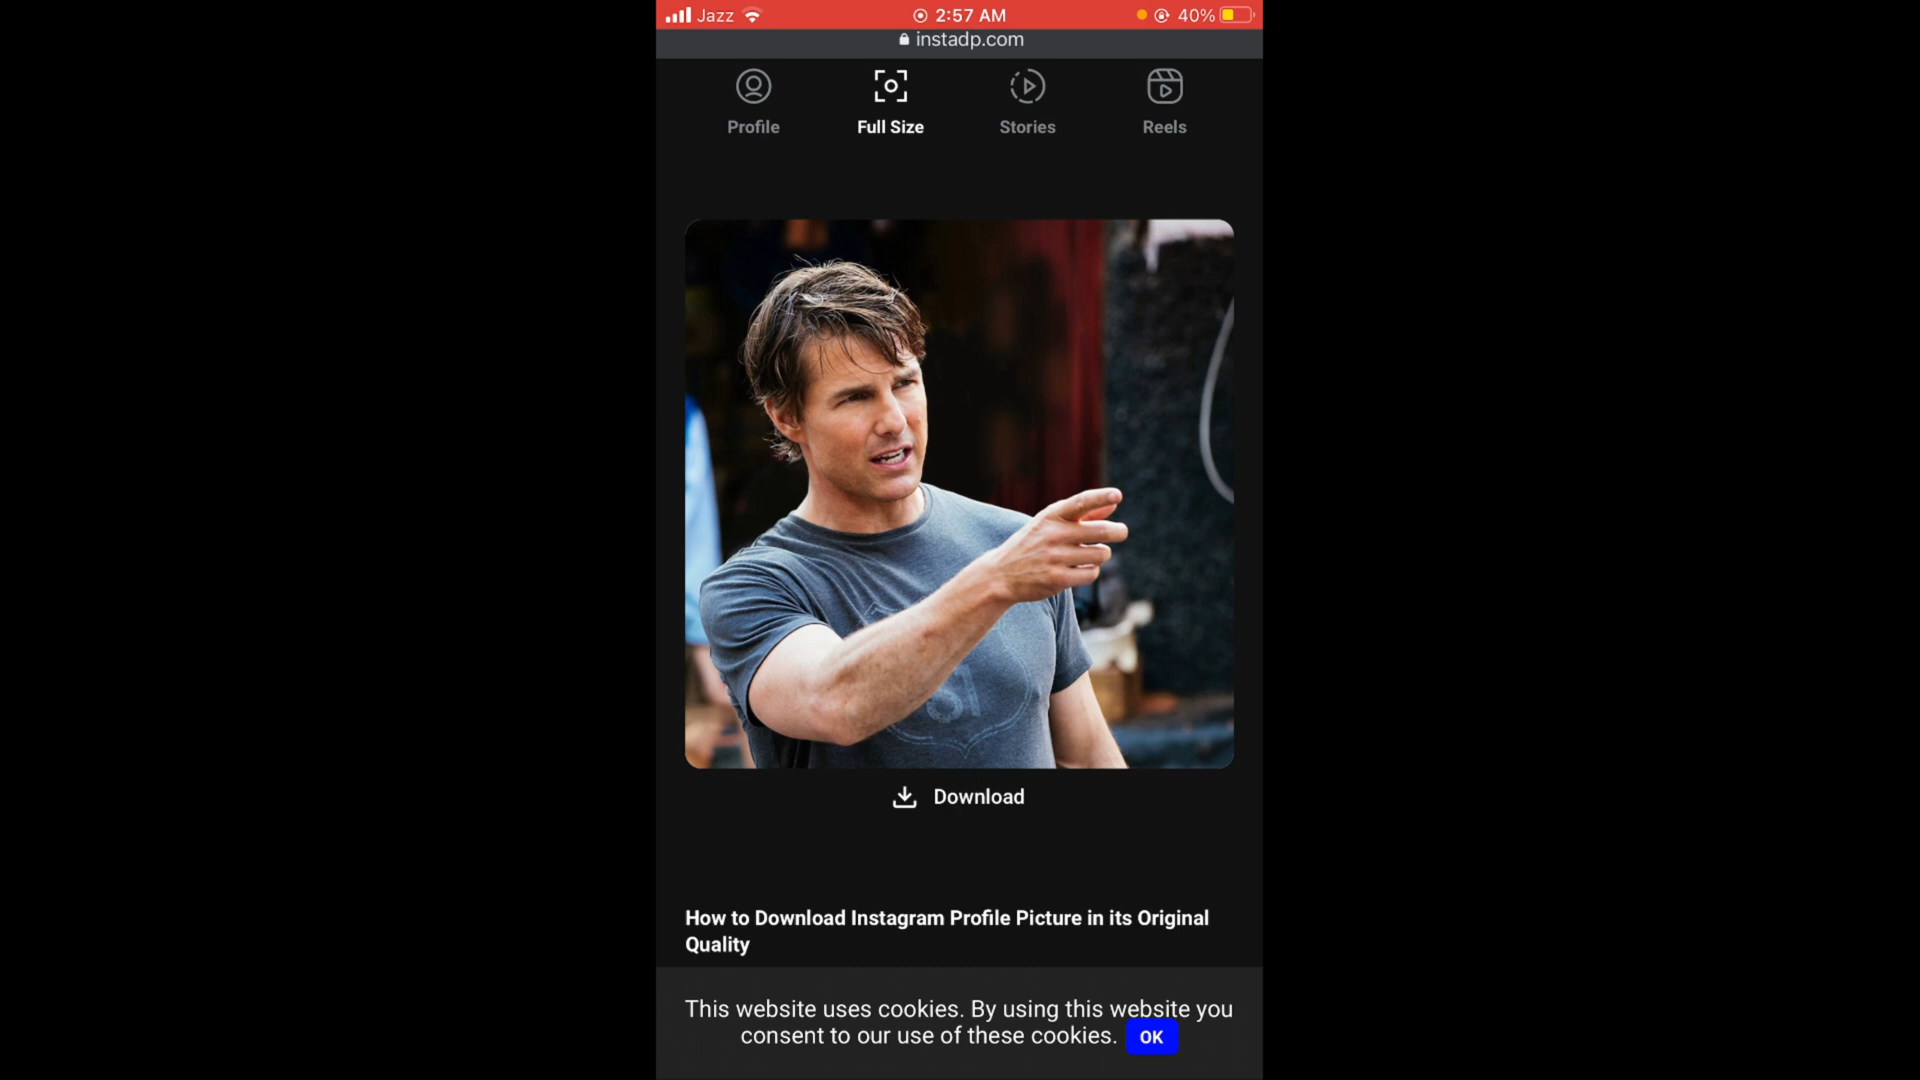 Jazz 2:57 AM 40%
instadp.com
Profile Full Size Stories Reels
61
Download
How to Download Instagram Profile Picture in its Original
Quality
This website uses cookies. By using this website you
consent to our use of these cookies. OK